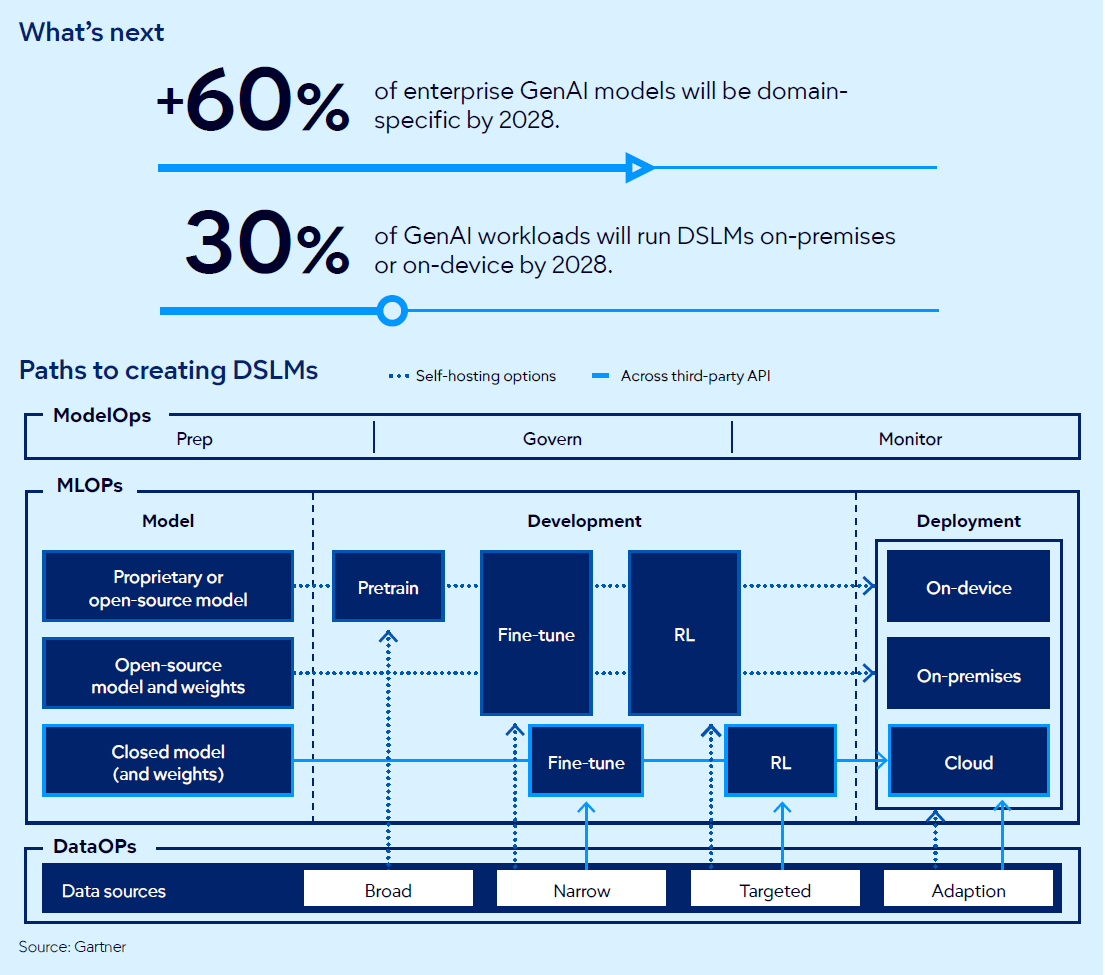 What's next
+60%
of enterprise GenAI models will be domain-
specific by 2028.
30%
of GenAI workloads will run DSLMs on-premises
or on-device by 2028.
Paths to creating DSLMs
Self-hosting options
Across third-party API
ModelOps
Prep
Govern
Monitor
MLOPs
Model
Development
Deployment
Proprietary or
open-source model
Pretrain
Fine-tune
RL
On-device
Open-source
model and weights
On-premises
Closed model
(and weights)
Fine-tune
RL
Cloud
DataOPs
Data sources
Broad
Narrow
Targeted
Adaption
Source: Gartner